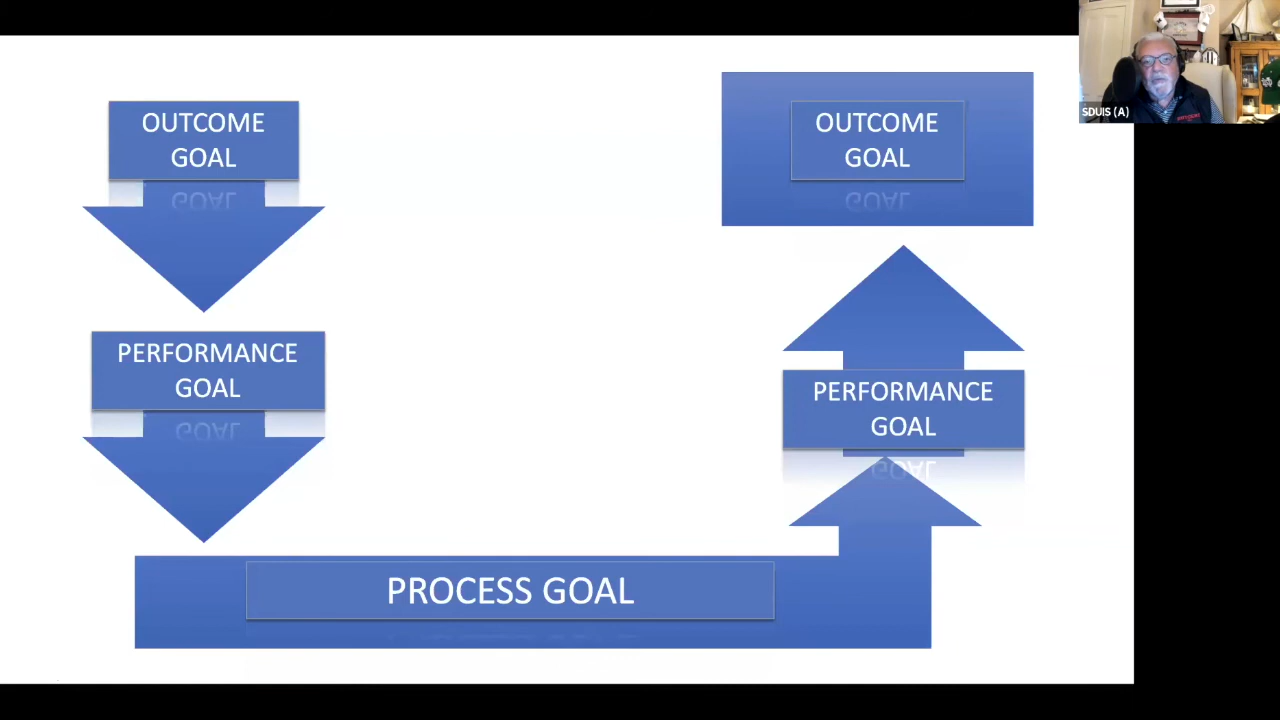 OUTCOME
GOAL
PERFORMANCE
GOAL
PROCESS GOAL
PERFORMANCE
GOAL
OUTCOME
GOAL
SDUIS (A)